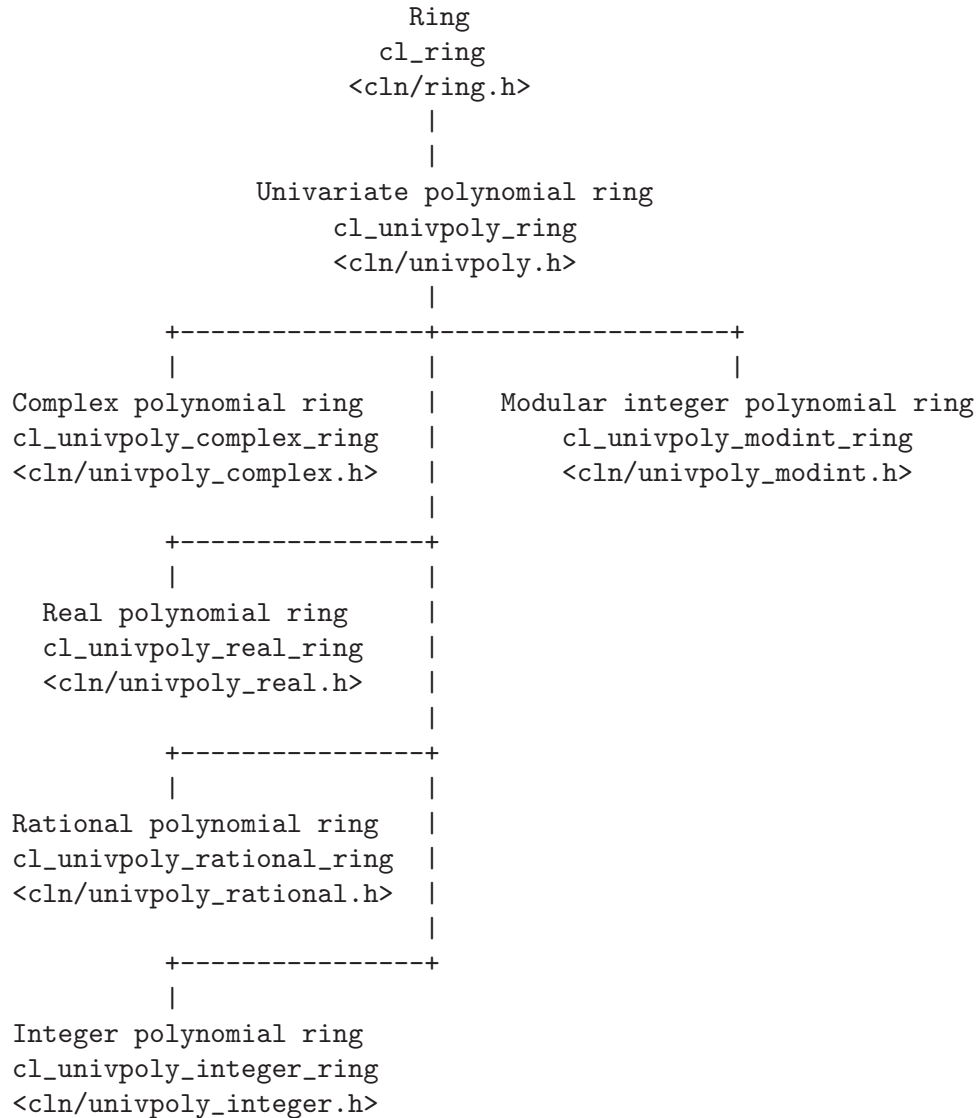 Ring
cl_ring
<cln/ring.h>
|
|
Univariate polynomial ring
cl_univpoly_ring
<cln/univpoly.h>
|
+----------------+-------------------+
| | |
Complex polynomial ring | Modular integer polynomial ring
cl_univpoly_complex_ring | cl_univpoly_modint_ring
<cln/univpoly_complex.h> | <cln/univpoly_modint.h>
|
+----------------+
| |
Real polynomial ring |
cl_univpoly_real_ring |
<cln/univpoly_real.h> |
|
+----------------+
| |
Rational polynomial ring |
cl_univpoly_rational_ring |
<cln/univpoly_rational.h> |
|
+----------------+
|
Integer polynomial ring
cl_univpoly_integer_ring
<cln/univpoly_integer.h>